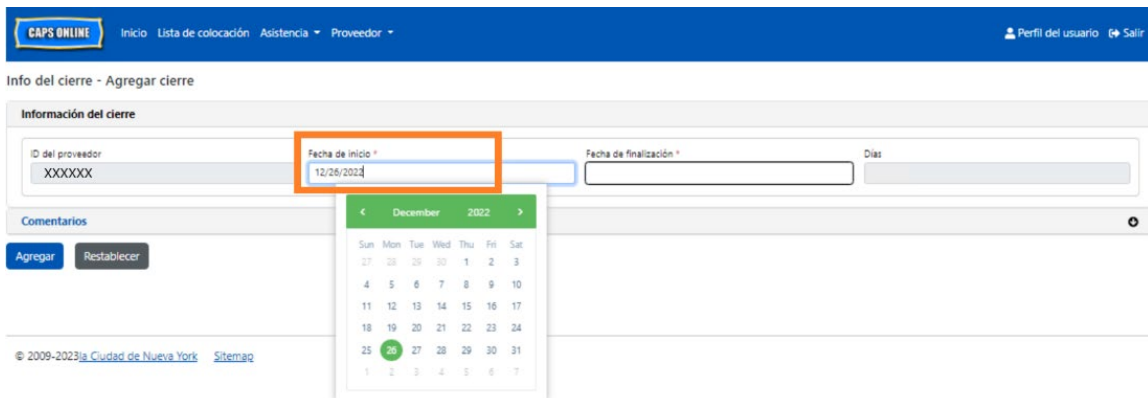 CAPS ONLINE Inicio Lista de colocación Asistencia Proveedor Perfil del usuario Salir
Info del cierre - Agregar cierre
Información del cierre
ID del proveedor Fecha de inicio * Fecha de finalización * Días
XXXXXX 12/26/2022
Comentarios
Agregar Restablecer
December 2022
Sun Mon Tue Wed Thu Fri Sat
27 28 29 30 1 2 3
4 5 6 7 8 9 10
11 12 13 14 15 16 17
18 19 20 21 22 23 24
25 26 27 28 29 30 31
1 2 3 4 5 6 7
© 2009-2023la Ciudad de Nueva York Sitemap